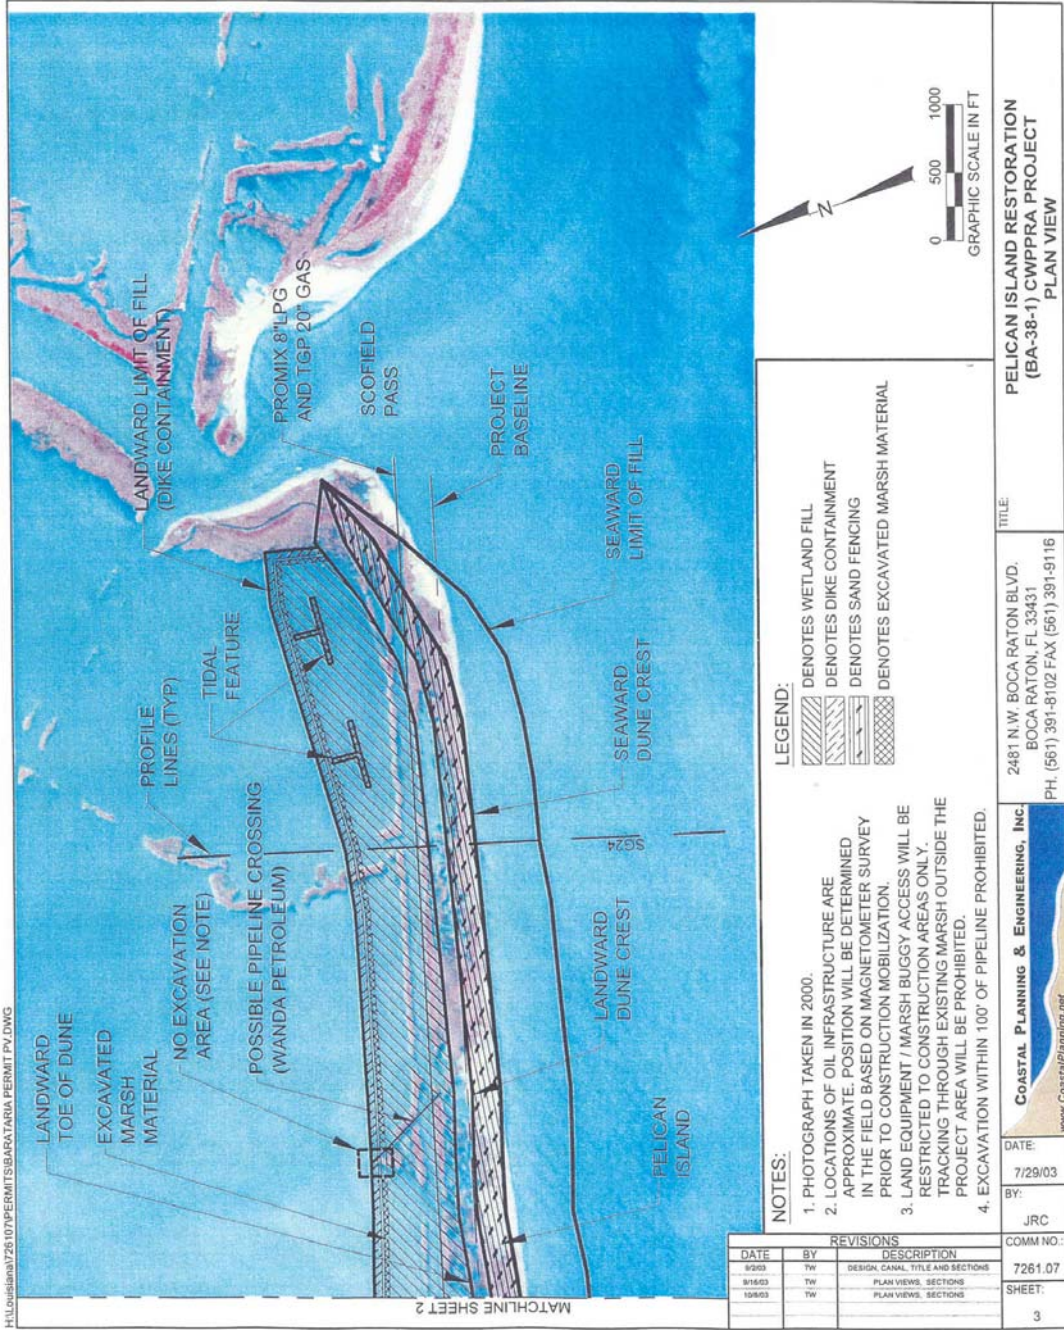 H:\Louisiana\726107\PERMITS\BARATARIA PERMIT PV.DWG
LANDWARD
TOE OF DUNE
EXCAVATED
MARSH
MATERIAL
NO EXCAVATION
AREA (SEE NOTE)
POSSIBLE PIPELINE CROSSING
(WANDA PETROLEUM)
PROFILE
LINES (TYP)
TIDAL
FEATURE
LANDWARD LIMIT OF FILL
(DIKE CONTAINMENT)
PROMIX 8"LPG
AND TGP 20" GAS
SCOFIELD
PASS
PROJECT
BASELINE
SEAWARD
LIMIT OF FILL
SEAWARD
DUNE CREST
SG24
LANDWARD
DUNE CREST
PELICAN
ISLAND
MATCHLINE SHEET 2
N
0 500 1000
GRAPHIC SCALE IN FT
LEGEND:
DENOTES WETLAND FILL
DENOTES DIKE CONTAINMENT
DENOTES SAND FENCING
DENOTES EXCAVATED MARSH MATERIAL
NOTES:
1. PHOTOGRAPH TAKEN IN 2000.
2. LOCATIONS OF OIL INFRASTRUCTURE ARE
APPROXIMATE. POSITION WILL BE DETERMINED
IN THE FIELD BASED ON MAGNETOMETER SURVEY
PRIOR TO CONSTRUCTION MOBILIZATION.
3. LAND EQUIPMENT / MARSH BUGGY ACCESS WILL BE
RESTRICTED TO CONSTRUCTION AREAS ONLY.
TRACKING THROUGH EXISTING MARSH OUTSIDE THE
PROJECT AREA WILL BE PROHIBITED.
4. EXCAVATION WITHIN 100' OF PIPELINE PROHIBITED.
REVISIONS
DATE BY DESCRIPTION
9/2/03 TW DESIGN, CANAL, TITLE AND SECTIONS
9/16/03 TW PLAN VIEWS, SECTIONS
10/6/03 TW PLAN VIEWS, SECTIONS
COMM NO.:
7261.07
SHEET:
3
DATE:
7/29/03
BY:
JRC
COASTAL PLANNING & ENGINEERING, INC.
www.CoastalPlanning.net
2481 N.W. BOCA RATON BLVD.
BOCA RATON, FL 33431
PH. (561) 391-8102 FAX (561) 391-9116
TITLE:
PELICAN ISLAND RESTORATION
(BA-38-1) CWPPRA PROJECT
PLAN VIEW